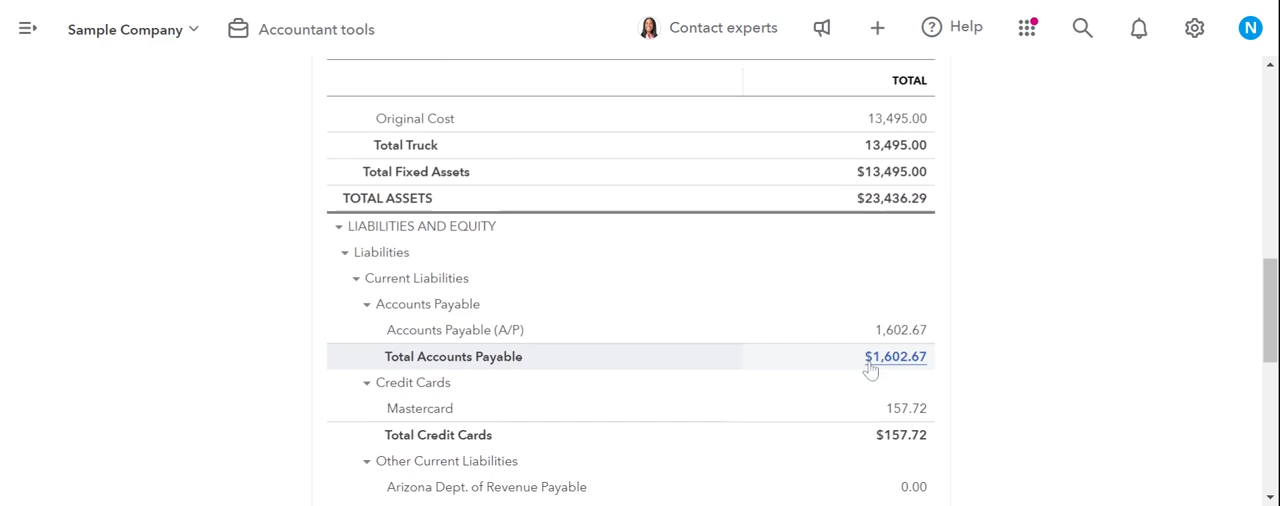 Sample Company Accountant tools Contact experts Help N
TOTAL
Original Cost 13,495.00
Total Truck 13,495.00
Total Fixed Assets $13,495.00
TOTAL ASSETS $23,436.29
LIABILITIES AND EQUITY
Liabilities
Current Liabilities
Accounts Payable
Accounts Payable (A/P) 1,602.67
Total Accounts Payable $1,602.67
Credit Cards
Mastercard 157.72
Total Credit Cards $157.72
Other Current Liabilities
Arizona Dept. of Revenue Payable 0.00